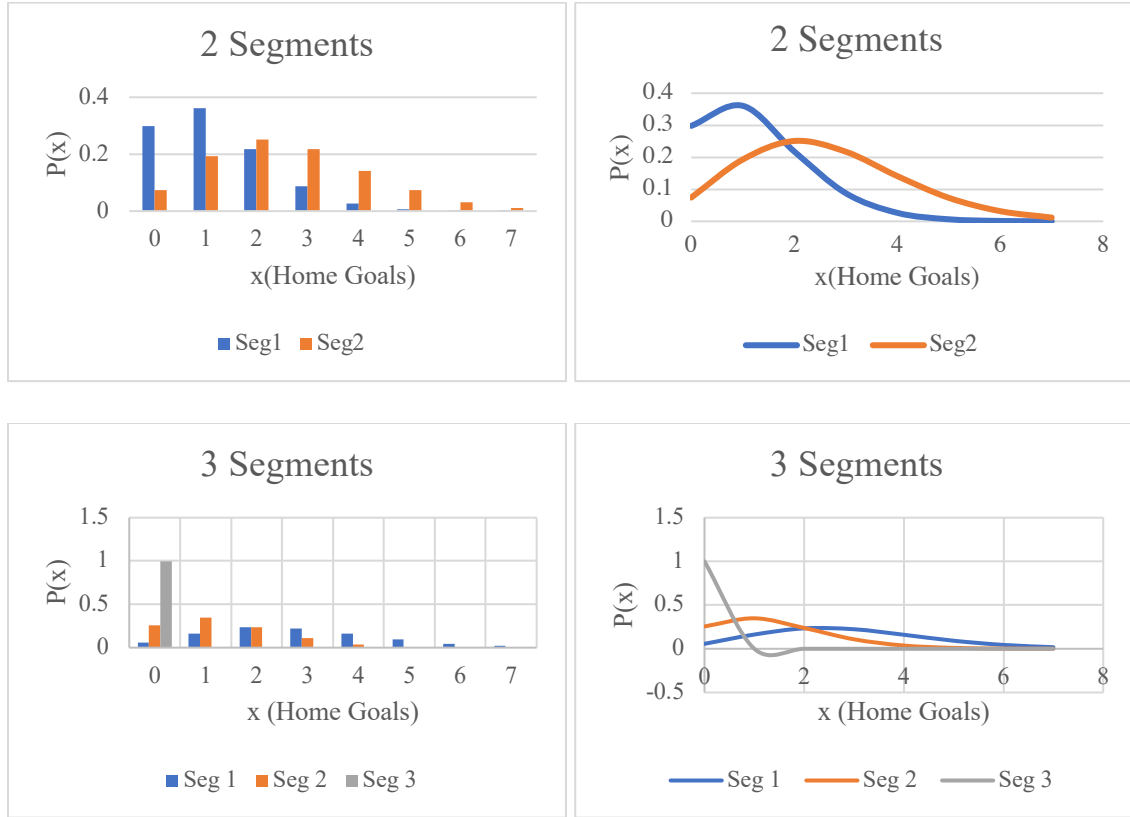 2 Segments
0.4
0.2
0
P(x)
0 1 2 3 4 5 6 7
x(Home Goals)
Seg1 Seg2
2 Segments
0.4
0.3
0.2
0.1
0
P(x)
0 2 4 6 8
x(Home Goals)
Seg1 Seg2
3 Segments
1.5
1
0.5
0
P(x)
0 1 2 3 4 5 6 7
x (Home Goals)
Seg 1 Seg 2 Seg 3
3 Segments
1.5
1
0.5
0
-0.5
P(x)
0 2 4 6 8
x (Home Goals)
Seg 1 Seg 2 Seg 3